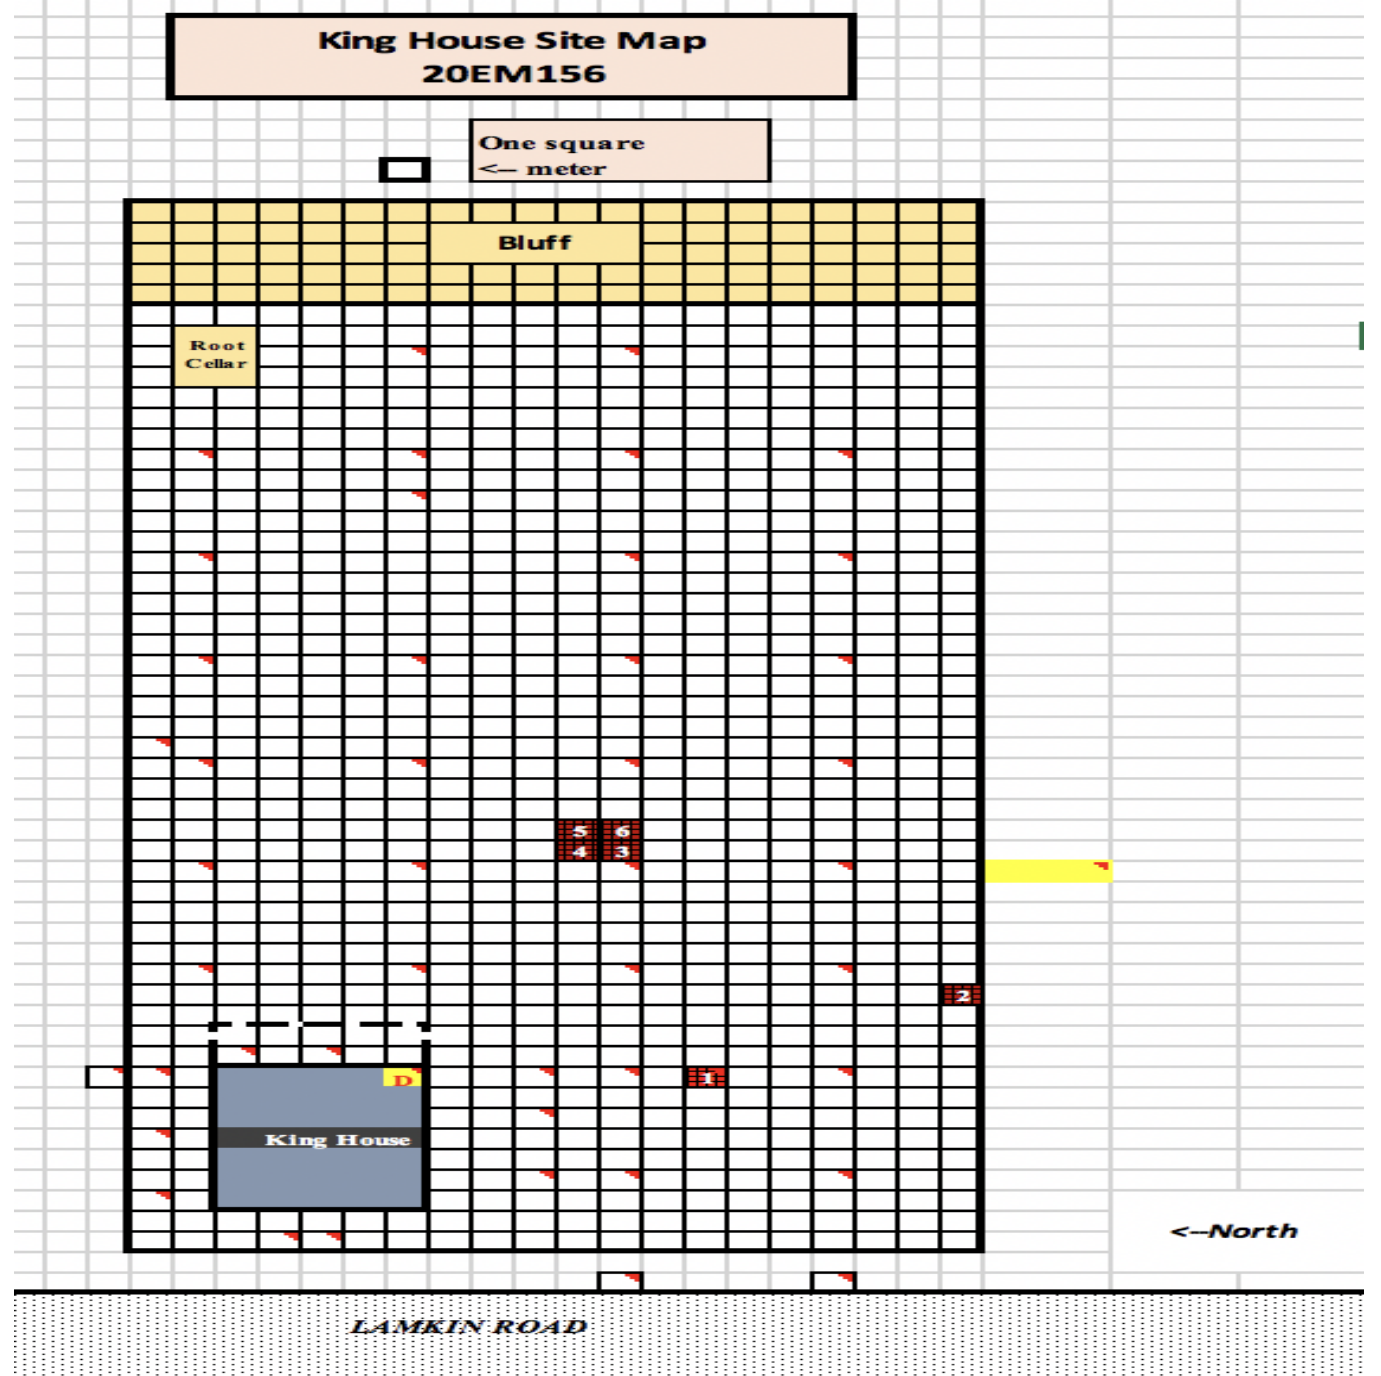 King House Site Map
20EM156
One square
<-- meter
Bluff
Root
Cellar
5 6
4 3
2
1
D
King House
<--North
LAMKIN ROAD